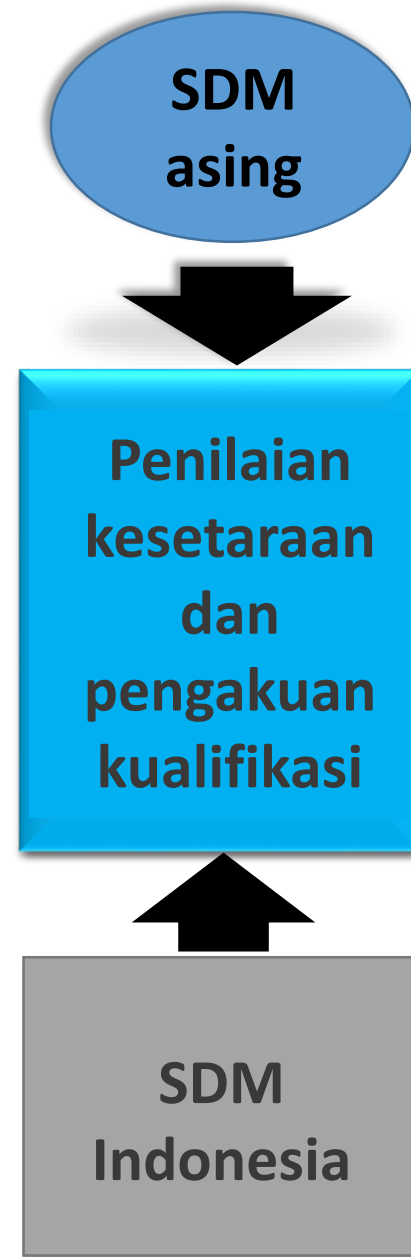 SDM
asing
Penilaian
kesetaraan
dan
pengakuan
kualifikasi
SDM
Indonesia